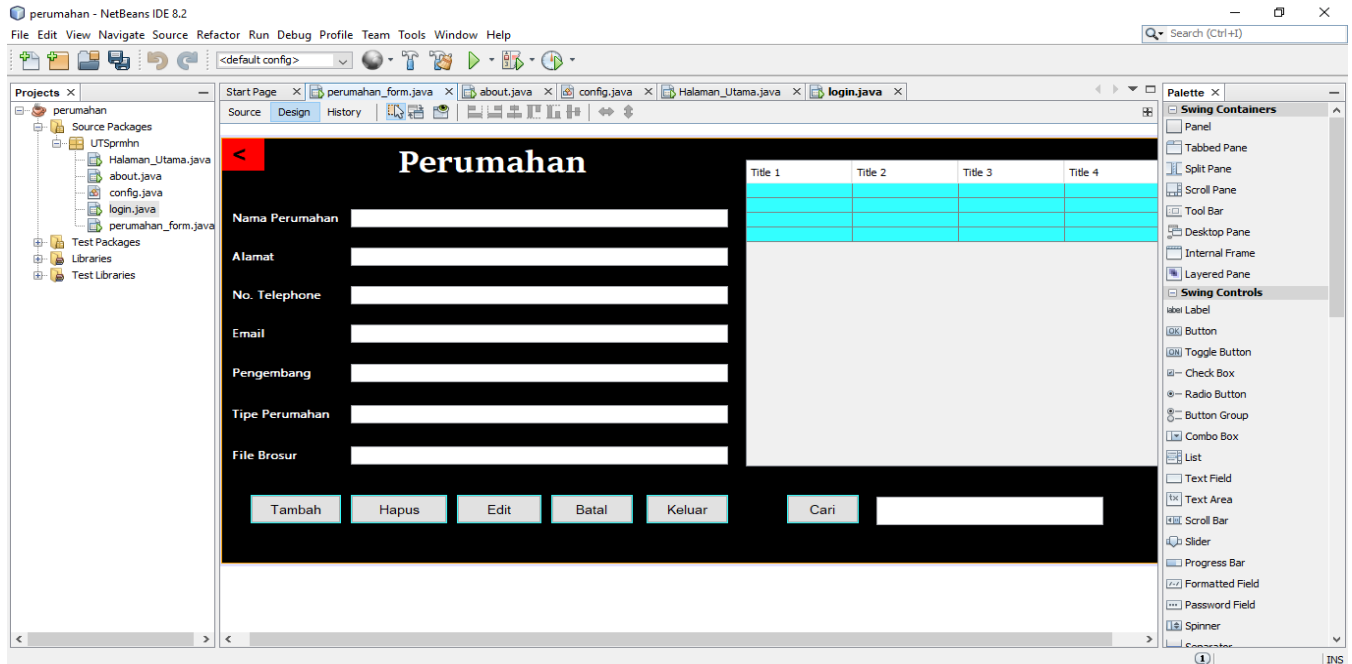 perumahan - NetBeans IDE 8.2
File Edit View Navigate Source Refactor Run Debug Profile Team Tools Window Help
Search (Ctrl+I)
<default config>
Projects
perumahan
Source Packages
UTSprmhn
Halaman_Utama.java
about.java
config.java
login.java
perumahan_form.java
Test Packages
Libraries
Test Libraries
Start Page perumahan_form.java about.java config.java Halaman_Utama.java login.java
Source Design History
<
Perumahan
Nama Perumahan
Alamat
No. Telephone
Email
Pengembang
Tipe Perumahan
File Brosur
Title 1 Title 2 Title 3 Title 4
Tambah Hapus Edit Batal Keluar Cari
Palette
Swing Containers
Panel
Tabbed Pane
Split Pane
Scroll Pane
Tool Bar
Desktop Pane
Internal Frame
Layered Pane
Swing Controls
label Label
OK Button
ON Toggle Button
Check Box
Radio Button
Button Group
Combo Box
List
Text Field
Text Area
Scroll Bar
Slider
Progress Bar
Formatted Field
Password Field
Spinner
1 INS